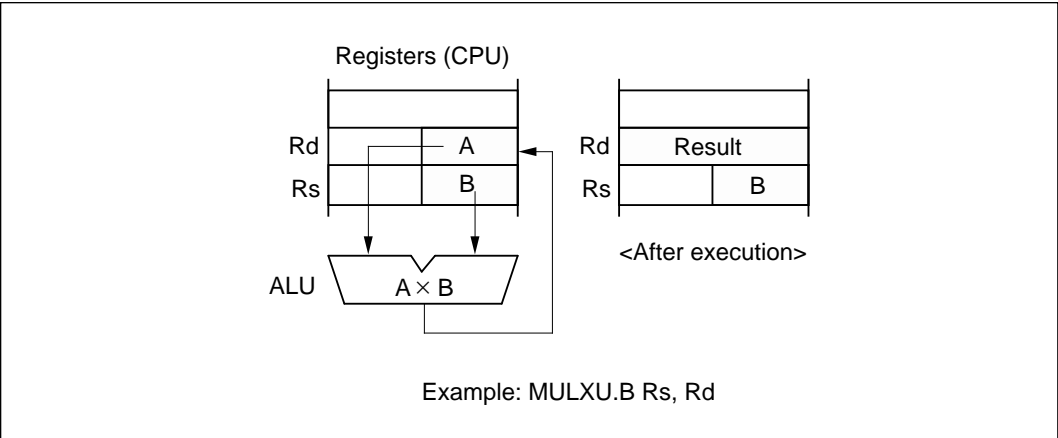 Registers (CPU)
Rd A Rd Result
Rs B Rs B
<After execution>
ALU A × B
Example: MULXU.B Rs, Rd